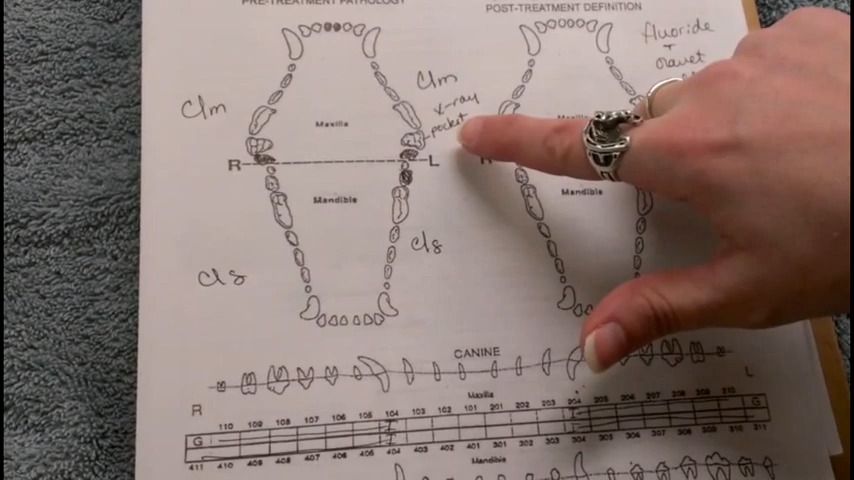 PRE-TREATMENT PATHOLOGY
POST-TREATMENT DEFINITION
fluoride
+
oravet
clm
clm
x-ray
pocket
Maxilla
R
L
R
Mandible
Mandible
cls
cls
CANINE
Maxilla
R
L
110 109 108 107 106 105 104 103 102 101 201 202 203 204 205 206 207 208 209 210
G
G
411 410 409 408 407 406 405 404 403 402 401 301 302 303 304 305 306 307 308 309 310 311
Mandible